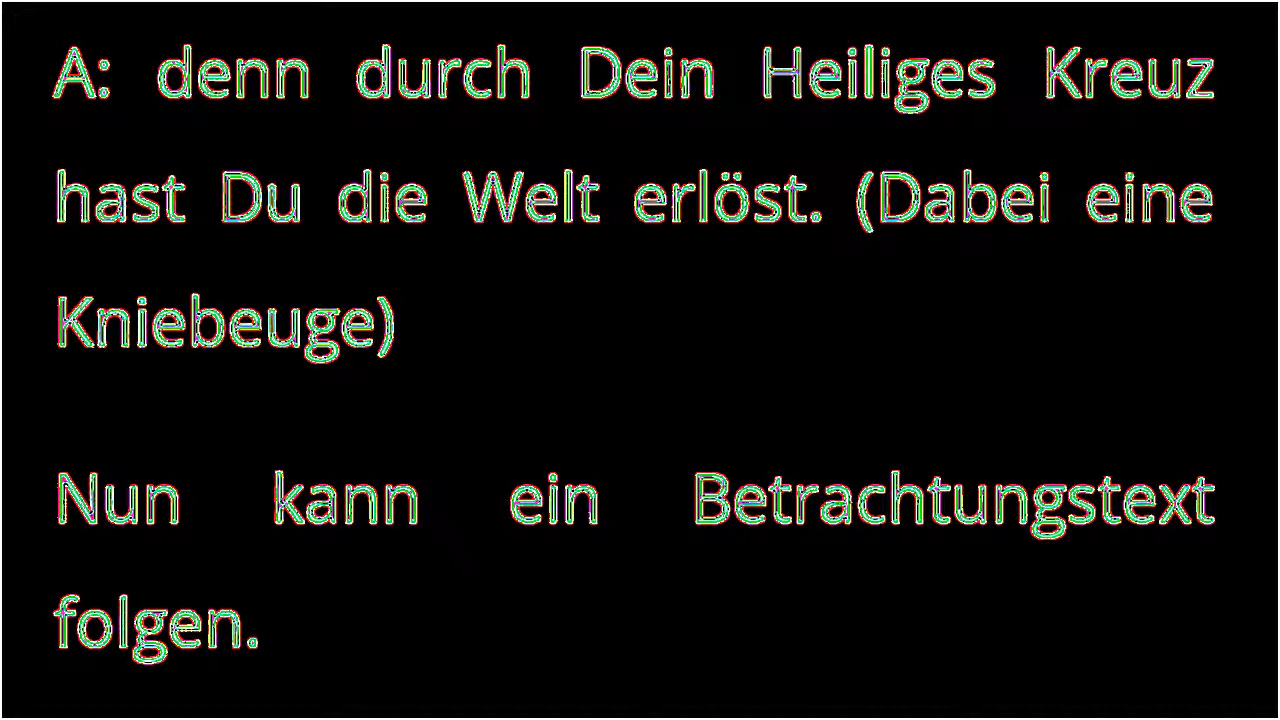 A: denn durch Dein Heiliges Kreuz
hast Du die Welt erlöst. (Dabei eine
Kniebeuge)
Nun kann ein Betrachtungstext
folgen.